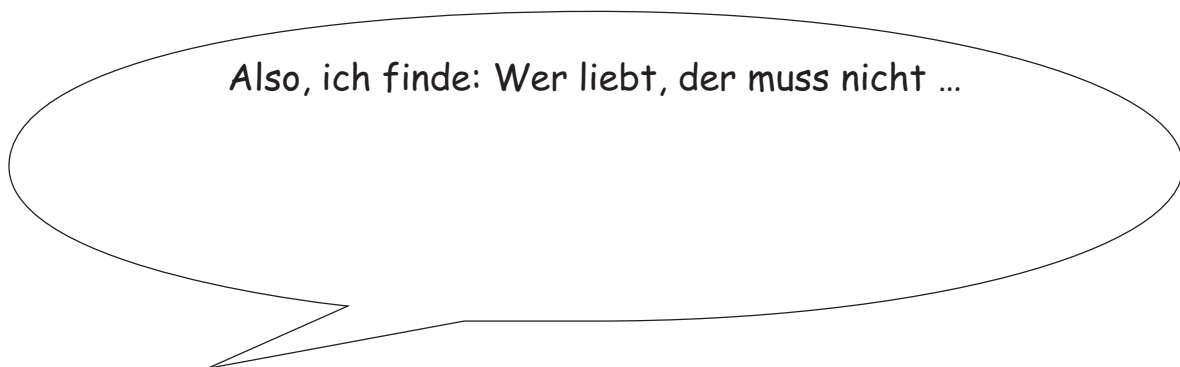 Also, ich finde: Wer liebt, der muss nicht ...